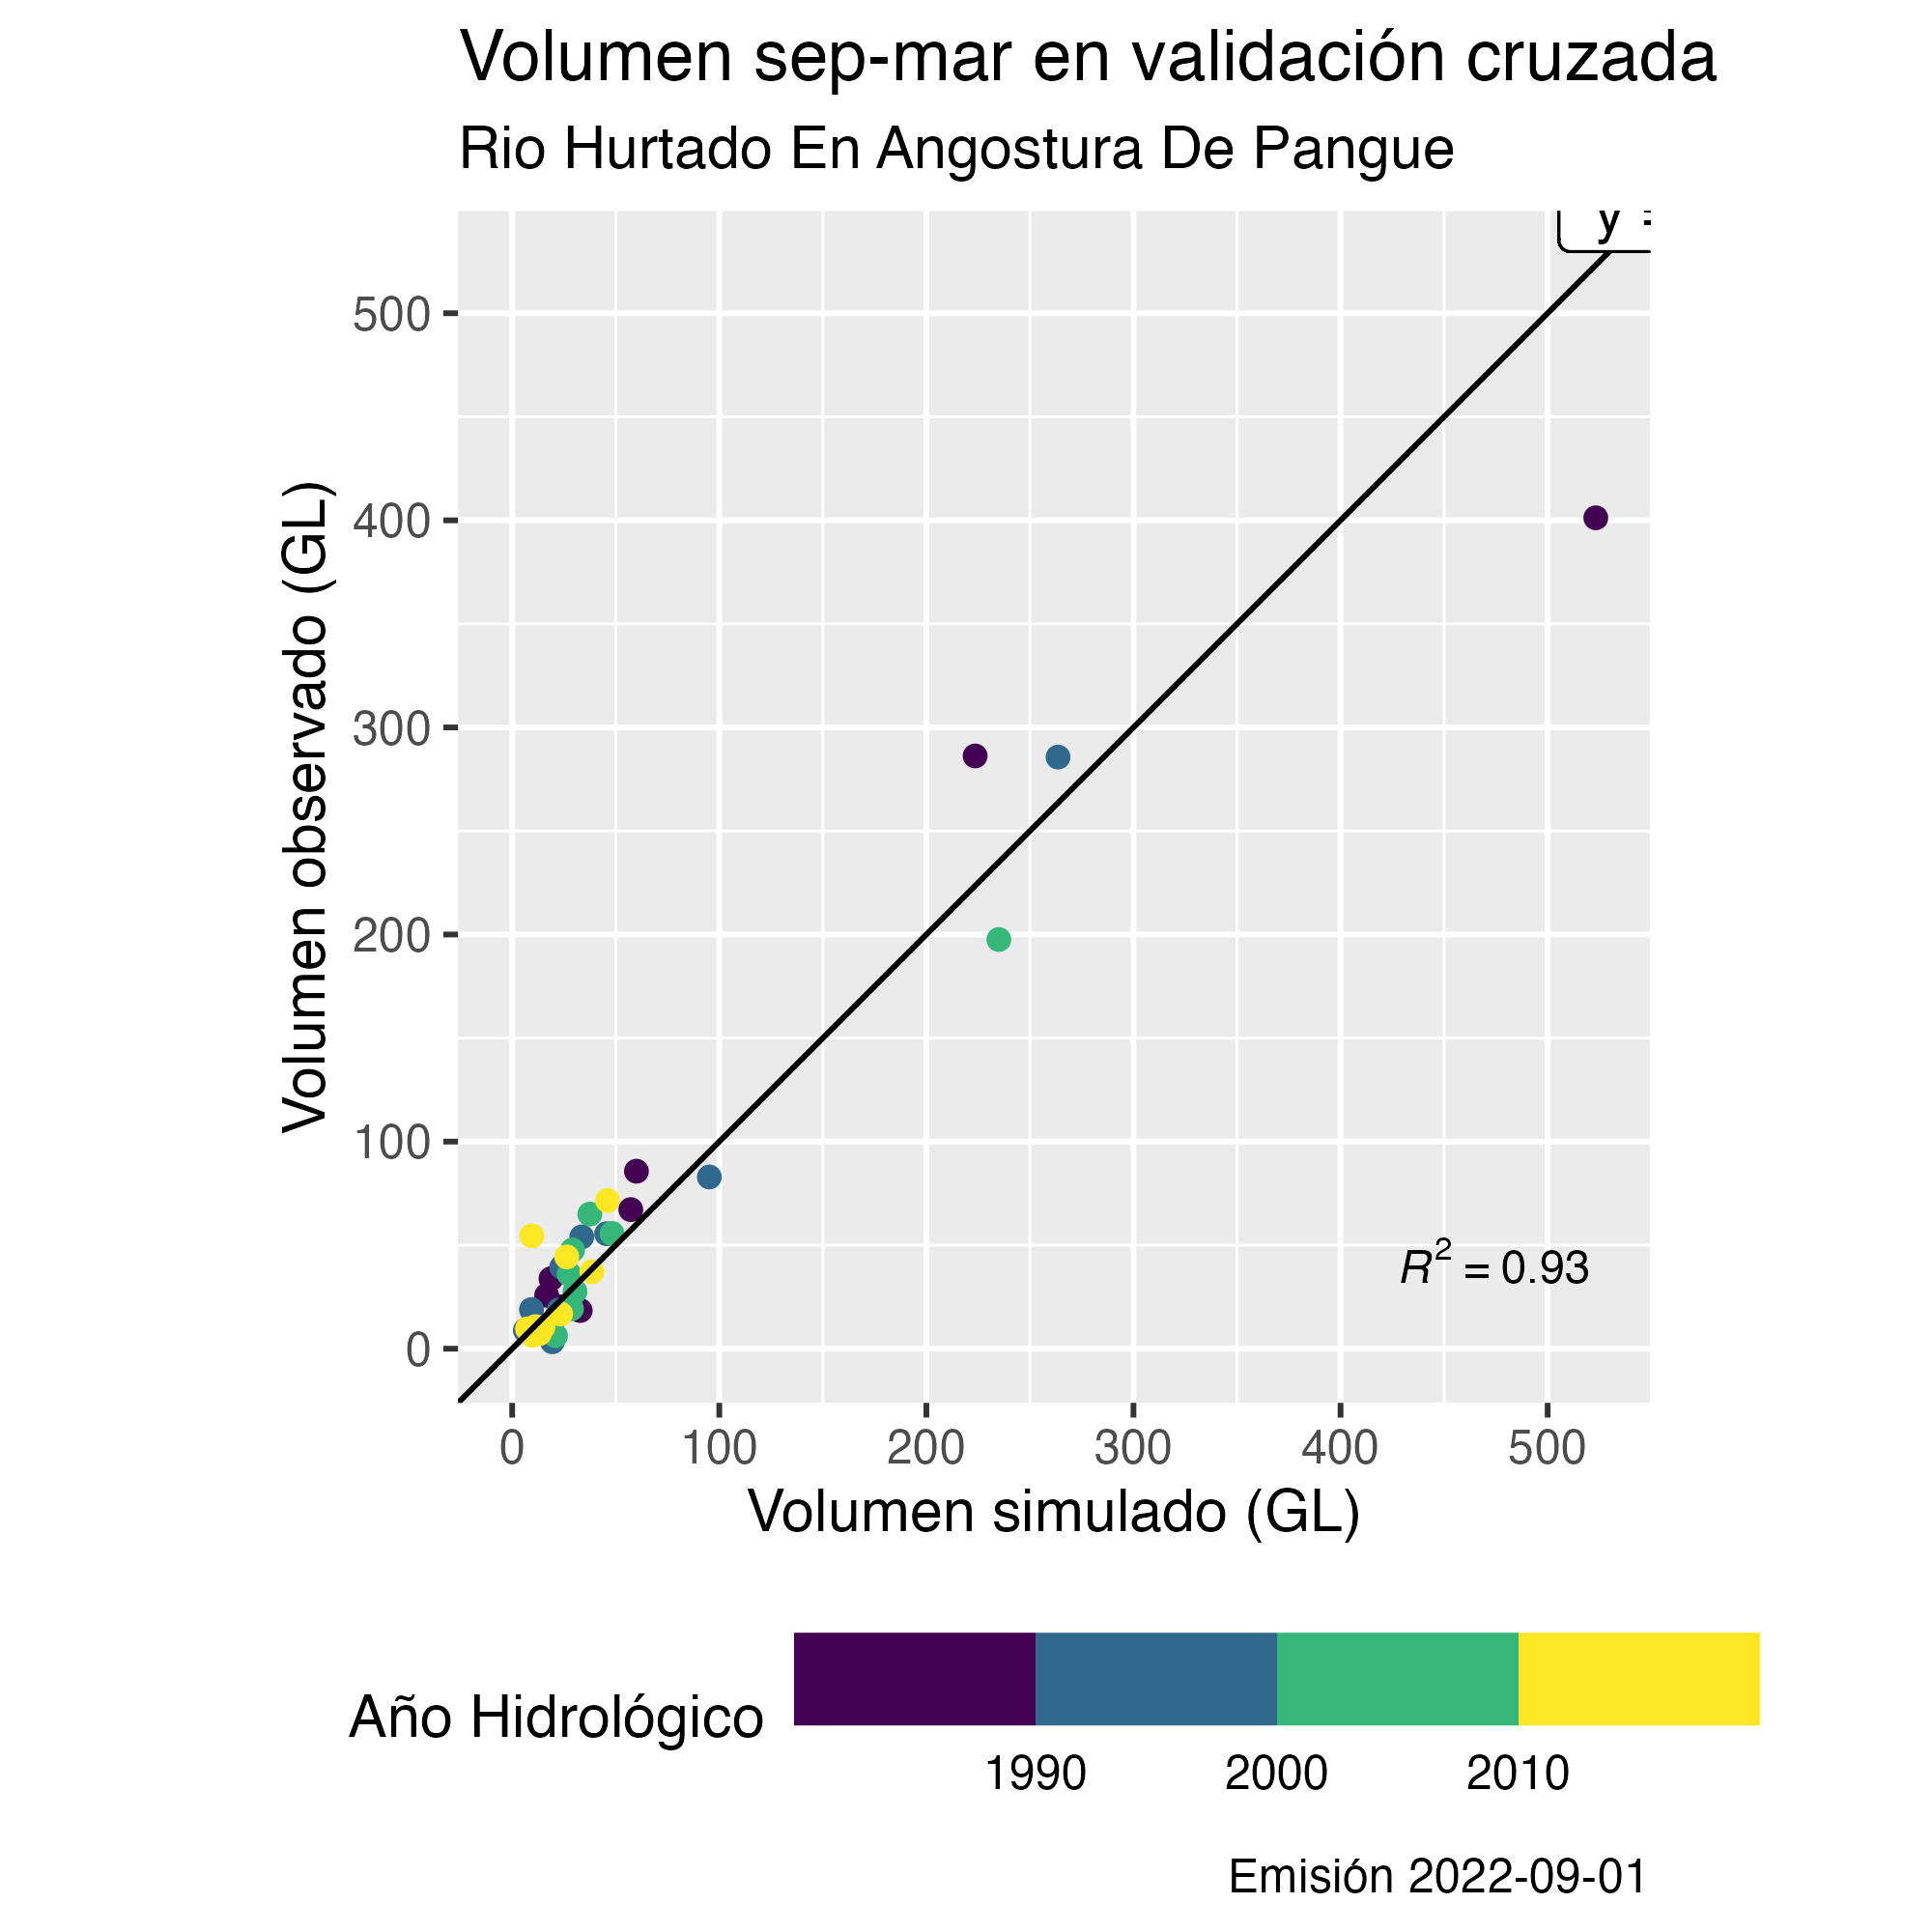 Volumen sep-mar en validación cruzada
Rio Hurtado En Angostura De Pangue
y =
500
400
300
200
100
0
Volumen observado (GL)
R² = 0.93
0 100 200 300 400 500
Volumen simulado (GL)
Año Hidrológico
1990 2000 2010
Emisión 2022-09-01